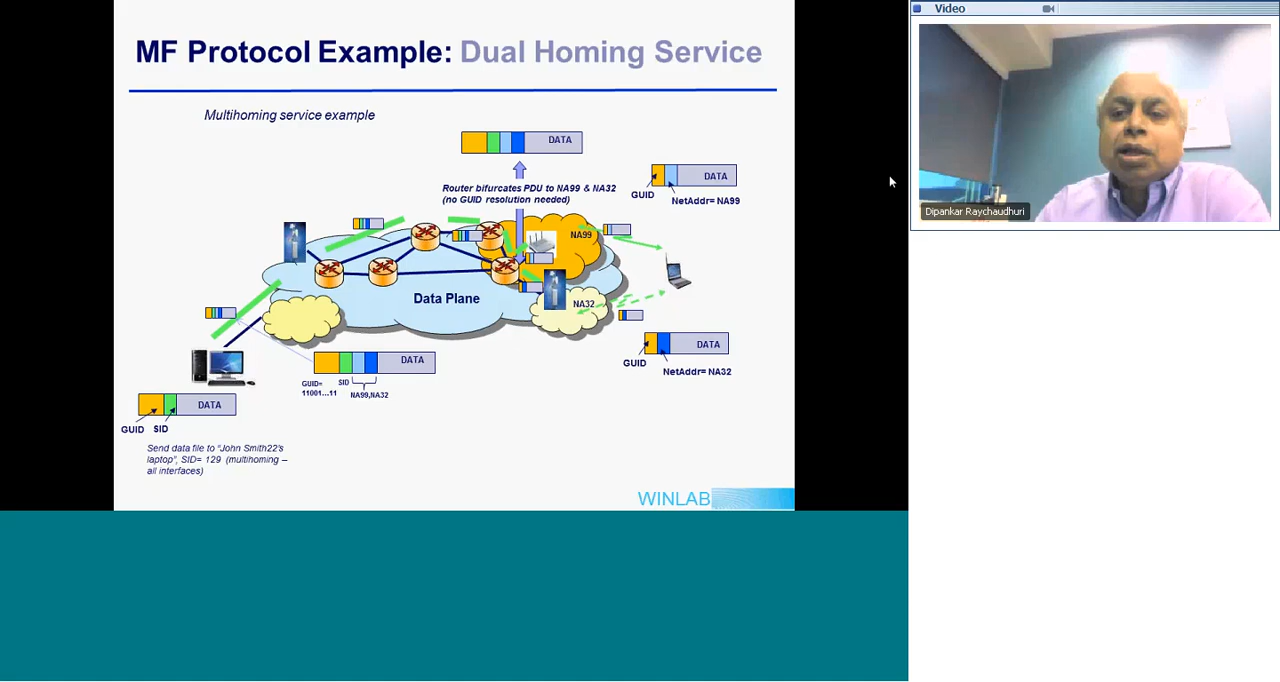 Video
MF Protocol Example: Dual Homing Service
Multihoming service example
DATA
Router bifurcates PDU to NA99 & NA32
(no GUID resolution needed)
DATA
GUID
NetAddr= NA99
Dipankar Raychaudhuri
NA99
Data Plane
NA32
DATA
GUID
NetAddr= NA32
DATA
GUID=
11001…11
SID
NA99,NA32
DATA
GUID SID
Send data file to “John Smith22’s
laptop”, SID= 129 (multihoming –
all interfaces)
WINLAB